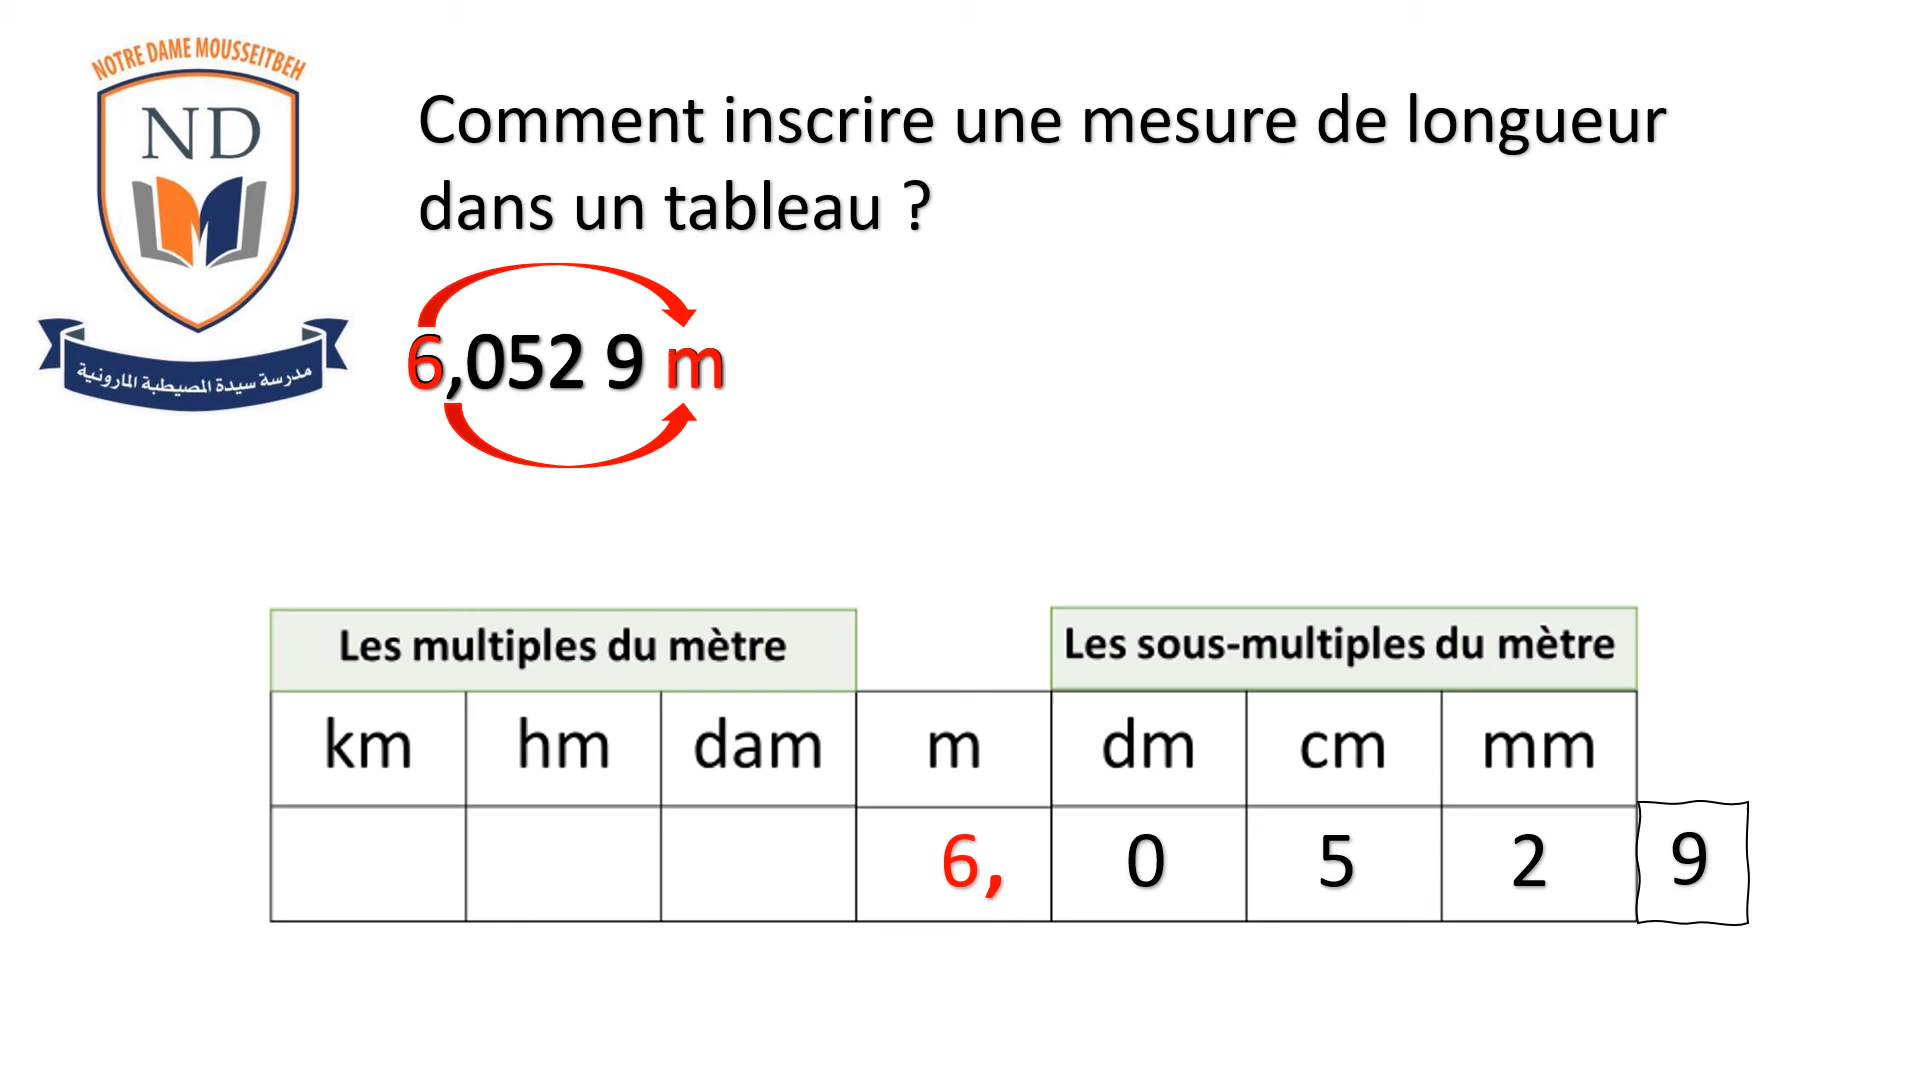 NOTRE DAME MOUSSEITBEH
ND
مدرسة سيدة المصيطبة المارونية
Comment inscrire une mesure de longueur
dans un tableau ?
6,052 9 m
Les multiples du mètre Les sous-multiples du mètre
km hm dam m dm cm mm
6, 0 5 2 9